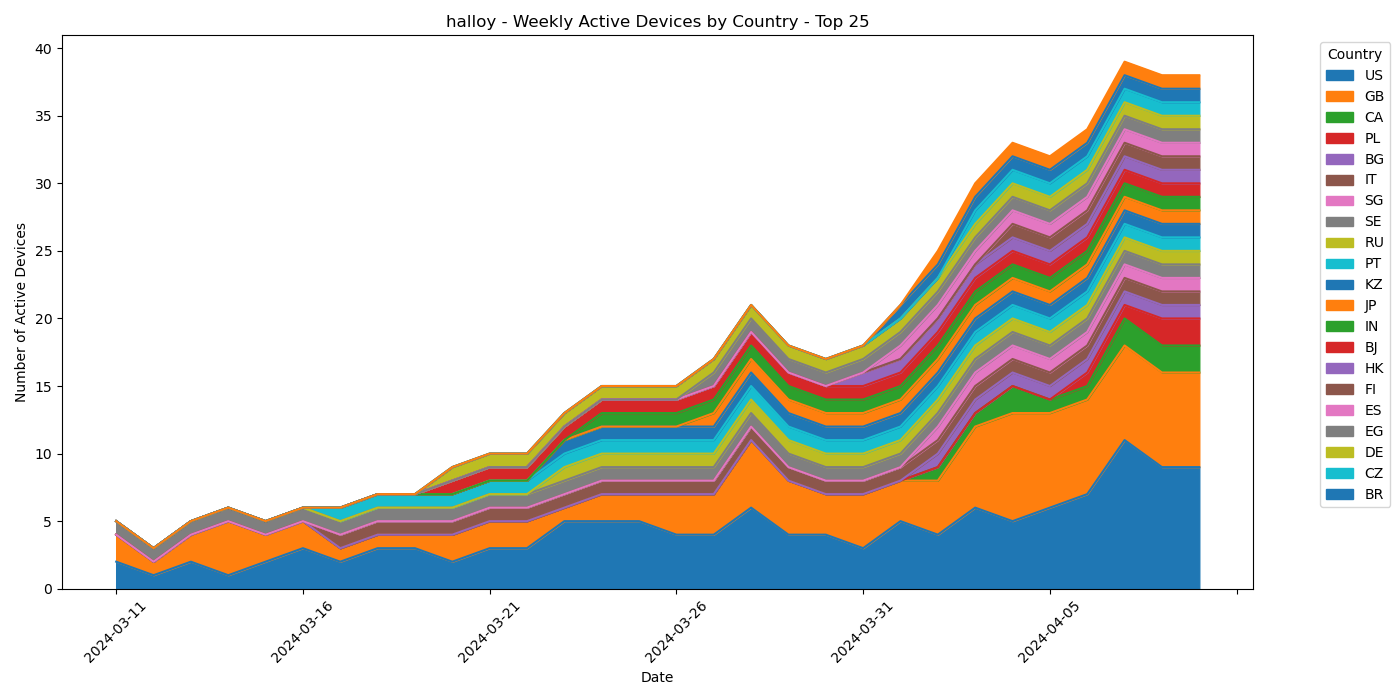 halloy - Weekly Active Devices by Country - Top 25
Number of Active Devices
40
35
30
25
20
15
10
5
0
2024-03-11
2024-03-16
2024-03-21
2024-03-26
2024-03-31
2024-04-05
Date
Country
US
GB
CA
PL
BG
IT
SG
SE
RU
PT
KZ
JP
IN
BJ
HK
FI
ES
EG
DE
CZ
BR